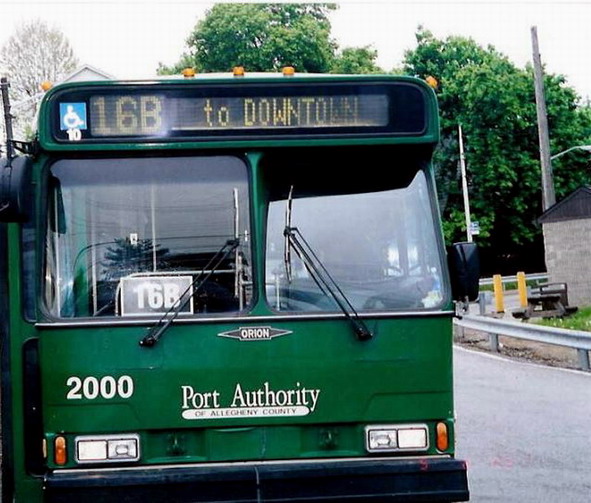 16B to DOWNTOWN
10
16B
ORION
2000
Port Authority
OF ALLEGHENY COUNTY